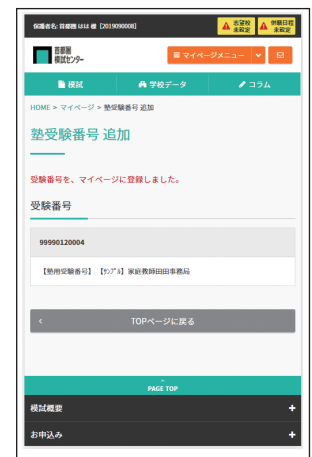 保護者名: 首都圏 はは 様 [2019090008]
志望校
未設定
併願日程
未設定
首都圏
模試センター
マイページメニュー
模試
学校データ
コラム
HOME > マイページ > 塾受験番号 追加
塾受験番号 追加
受験番号を、マイページに登録しました。
受験番号
99990120004
【塾用受験番号】【ｻﾝﾌﾟﾙ】家庭教師田田事務局
TOPページに戻る
PAGE TOP
模試概要
お申込み